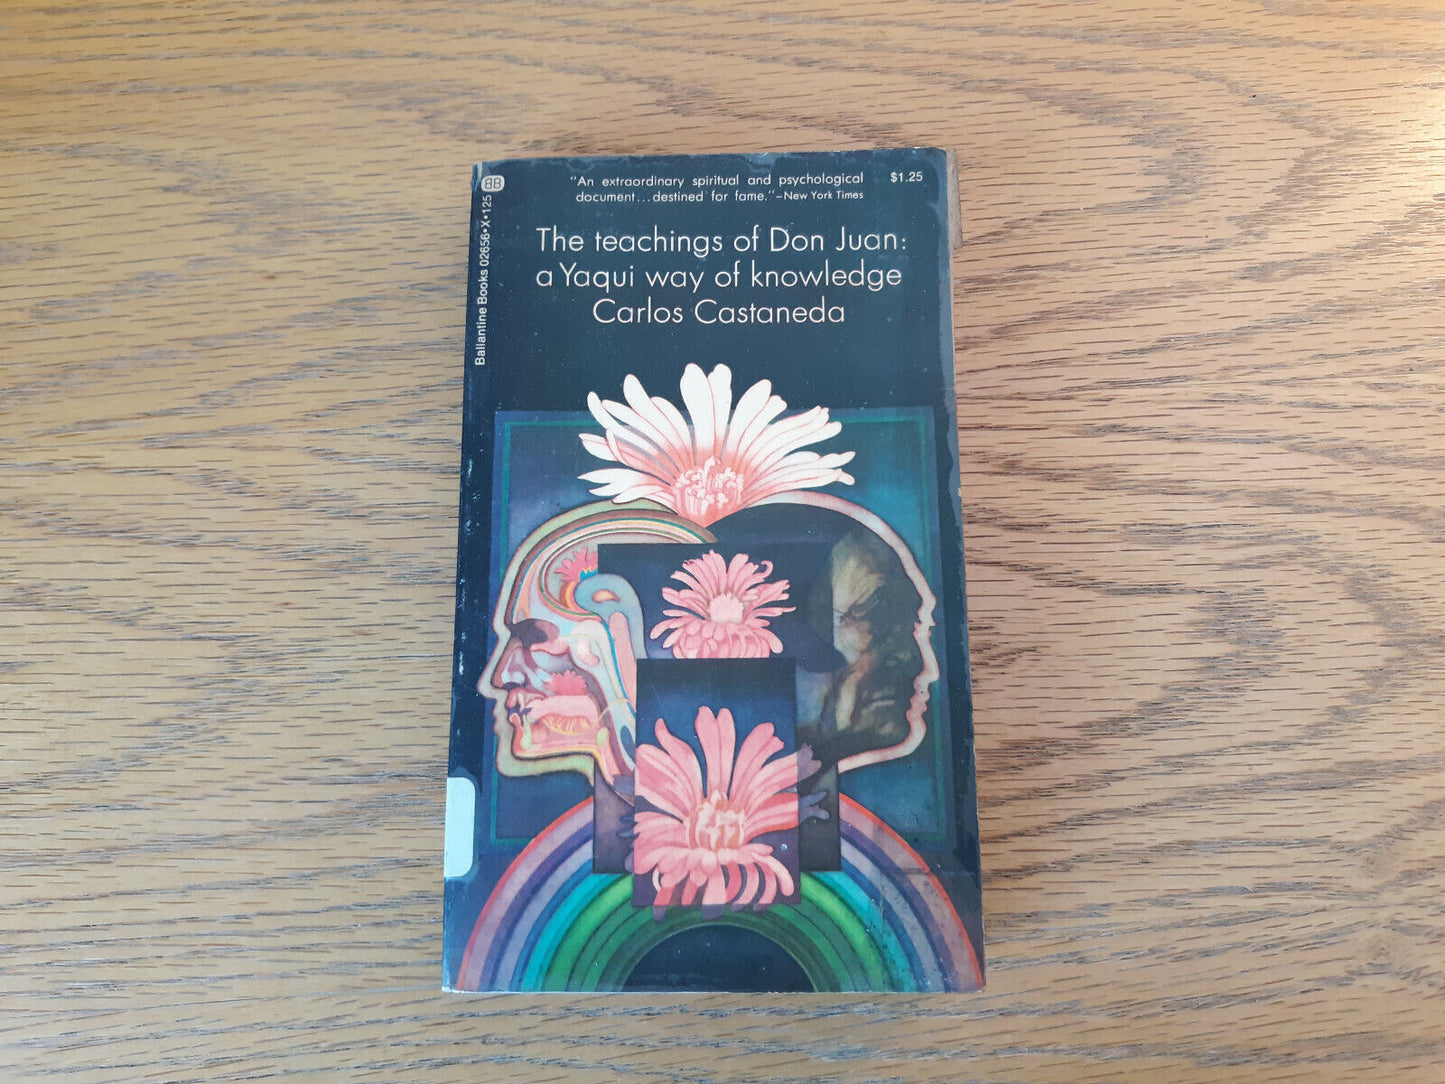 BB
"An extraordinary spiritual and psychological
document...destined for fame."—New York Times
$1.25
The teachings of Don Juan:
a Yaqui way of knowledge
Carlos Castaneda
Ballantine Books 02656•X•125